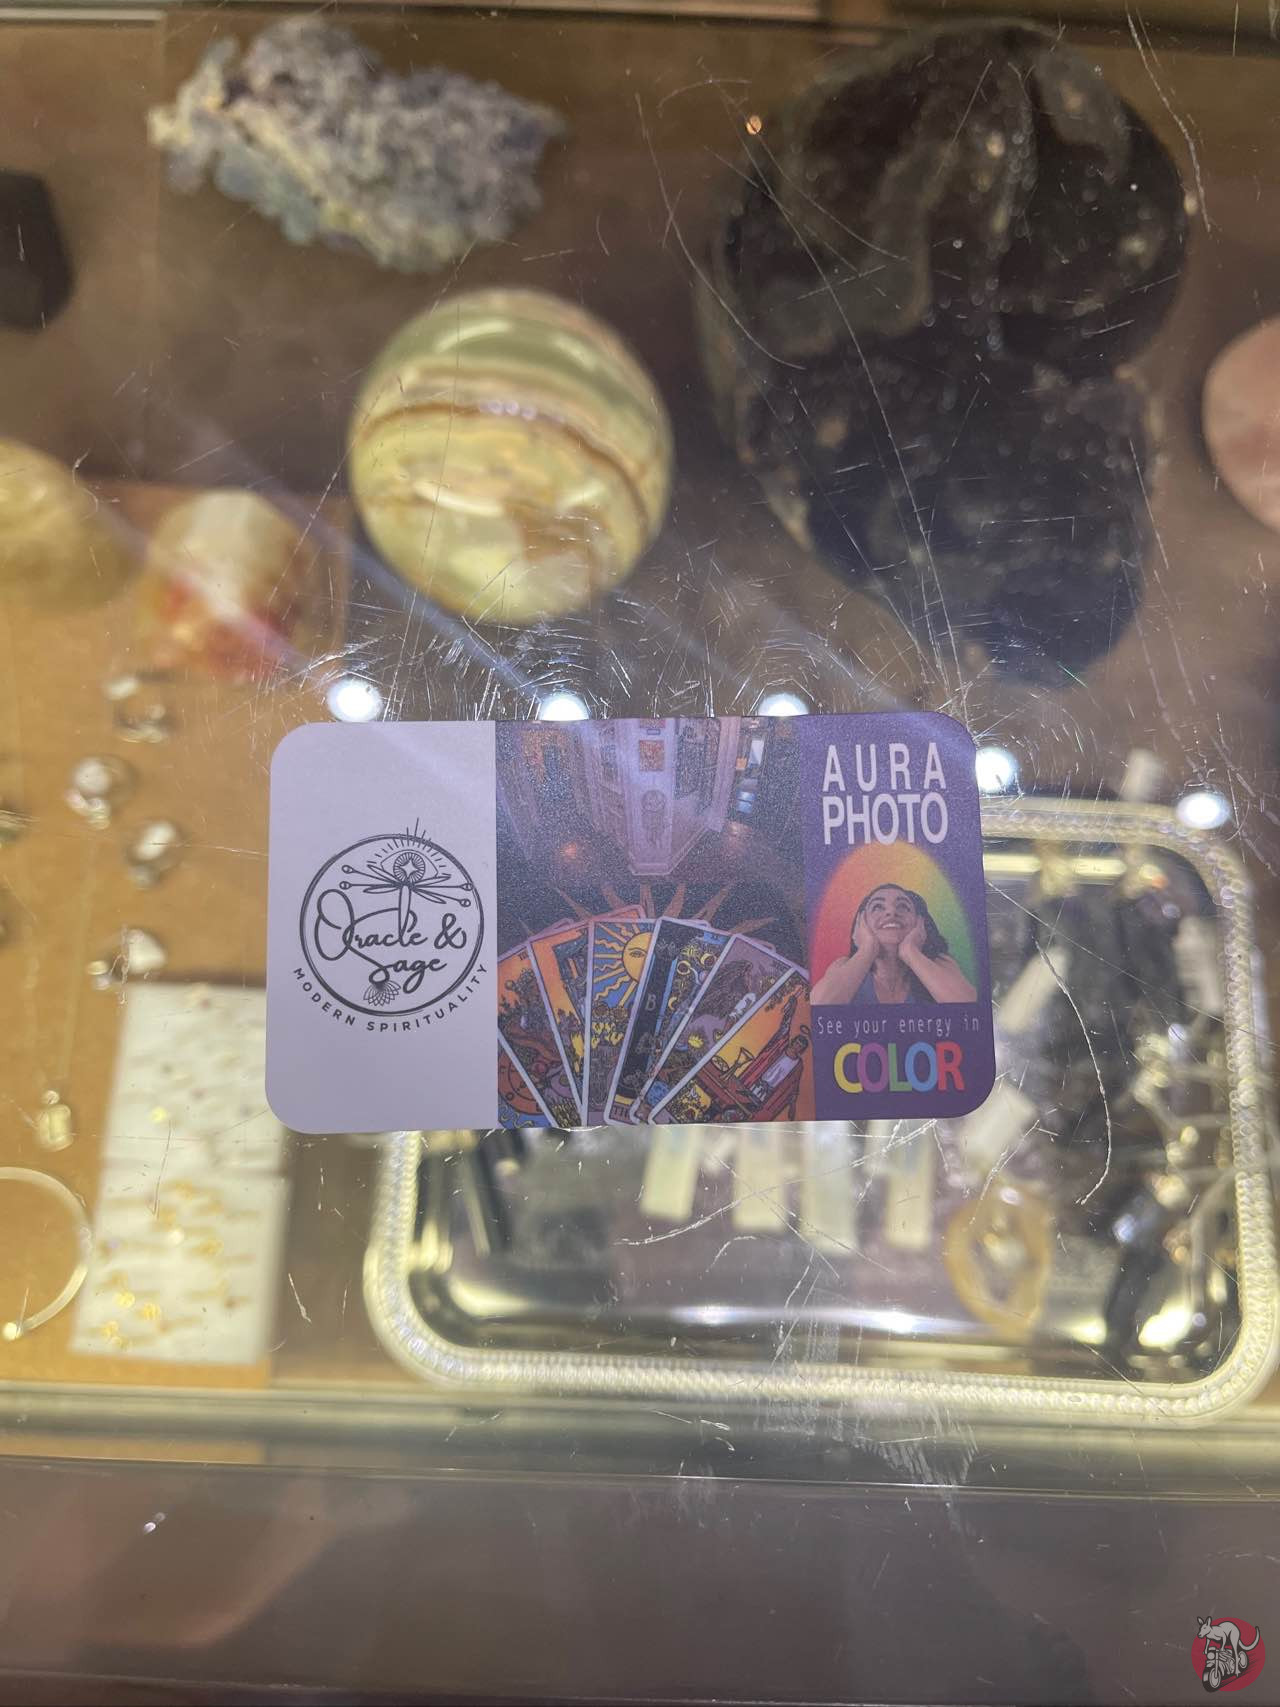 Oracle &
Sage
MODERN SPIRITUALITY
AURA
PHOTO
See your energy in
COLOR